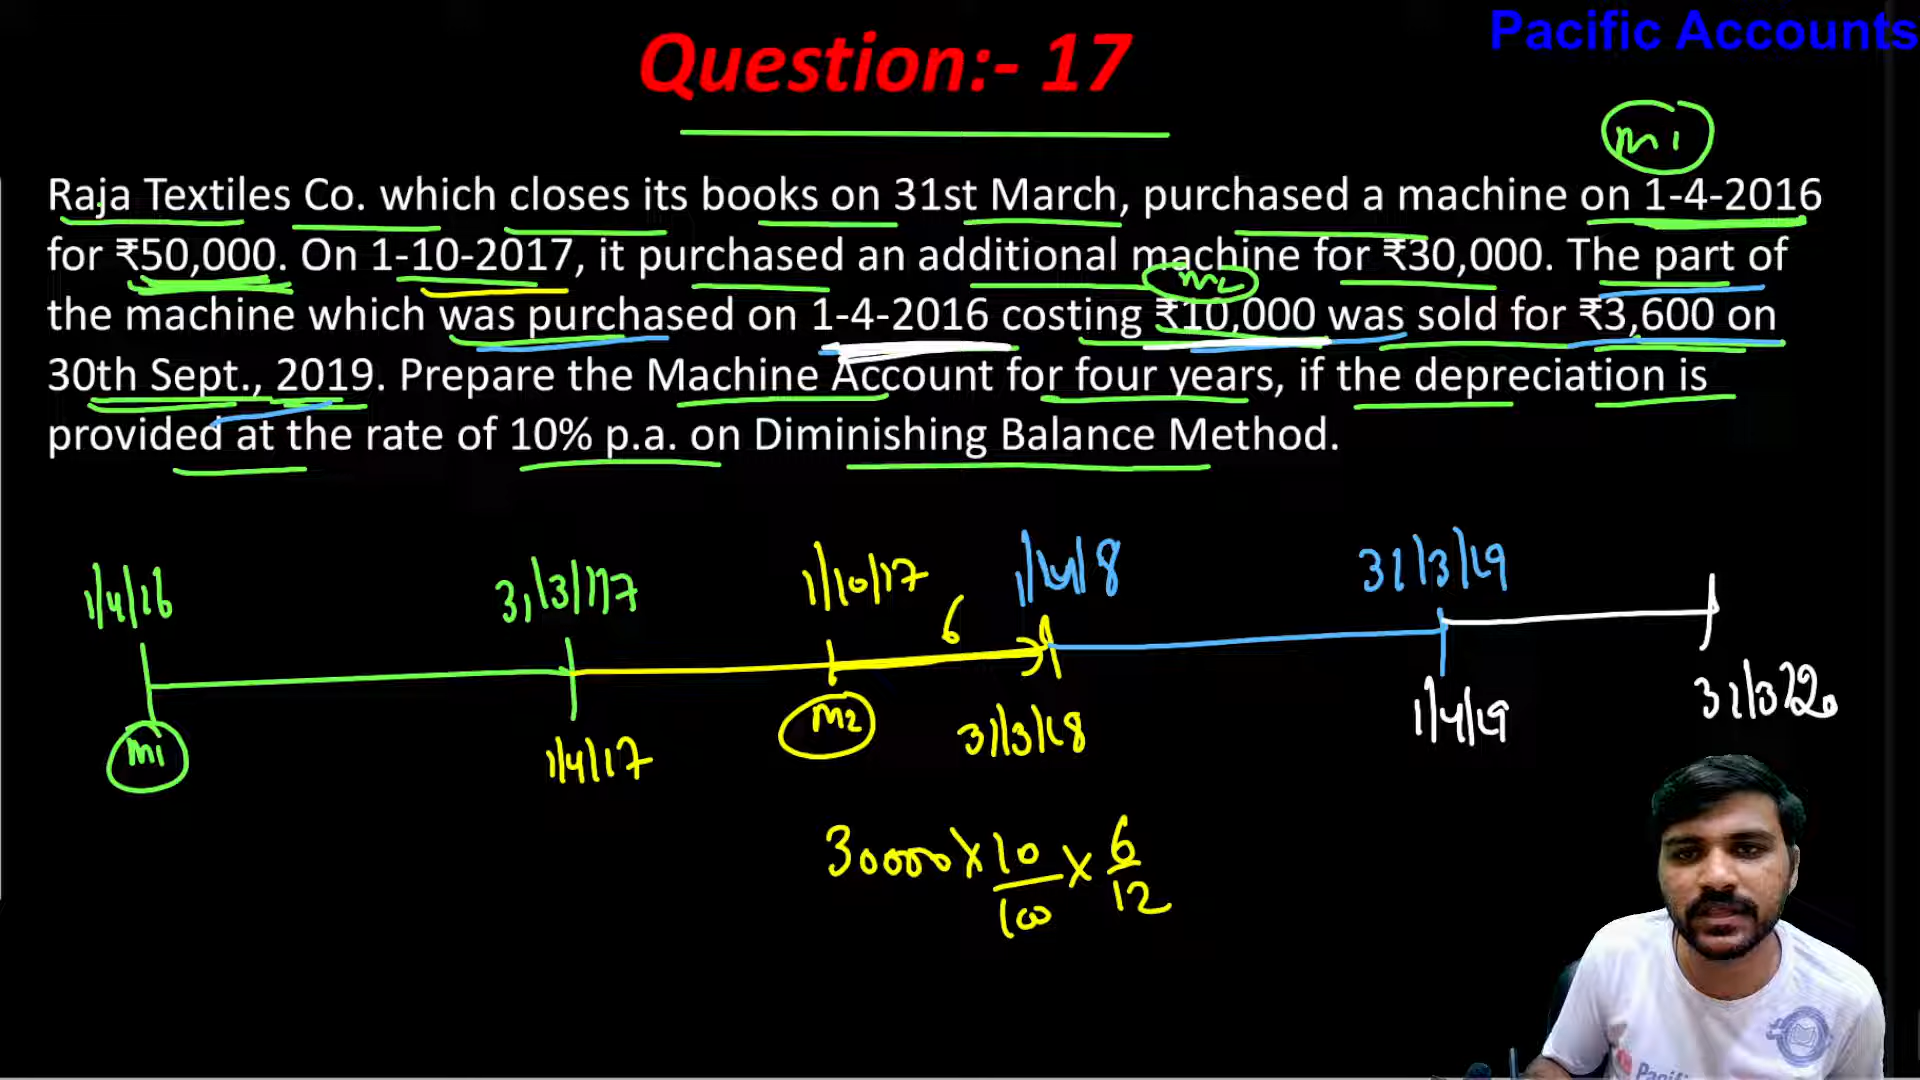 Pacific Accounts
Question:- 17
m1
Raja Textiles Co. which closes its books on 31st March, purchased a machine on 1-4-2016
for ₹50,000. On 1-10-2017, it purchased an additional machine for ₹30,000. The part of
m2
the machine which was purchased on 1-4-2016 costing ₹10,000 was sold for ₹3,600 on
30th Sept., 2019. Prepare the Machine Account for four years, if the depreciation is
provided at the rate of 10% p.a. on Diminishing Balance Method.
1/4/16 31/3/17 1/10/17 6 1/4/18 31/3/19
m1 1/4/17 m2 31/3/18 1/4/19 31/3/20
30000 × 10/100 × 6/12